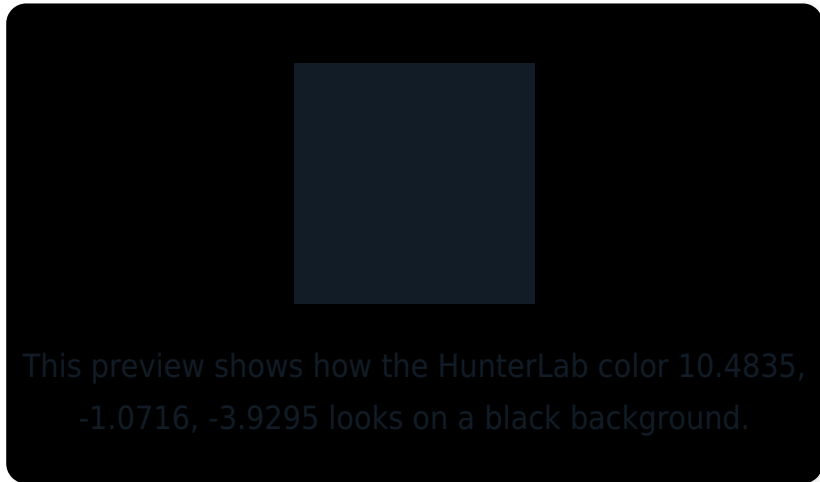 This preview shows how the HunterLab color 10.4835,
-1.0716, -3.9295 looks on a black background.